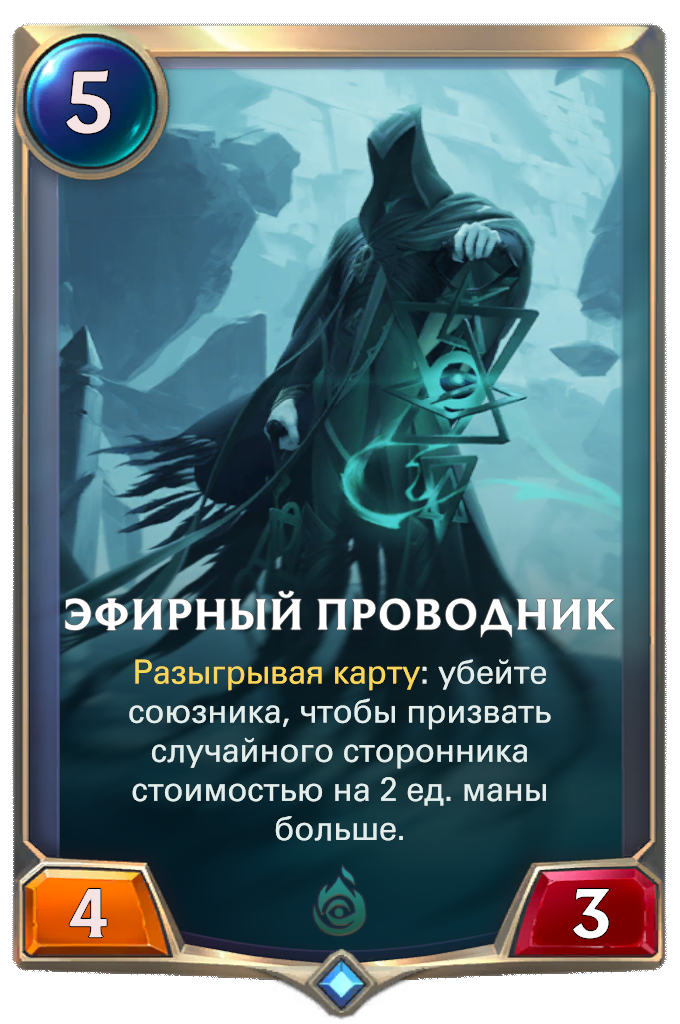 5
ЭФИРНЫЙ ПРОВОДНИК
Разыгрывая карту: убейте
союзника, чтобы призвать
случайного сторонника
стоимостью на 2 ед. маны
больше.
4
3